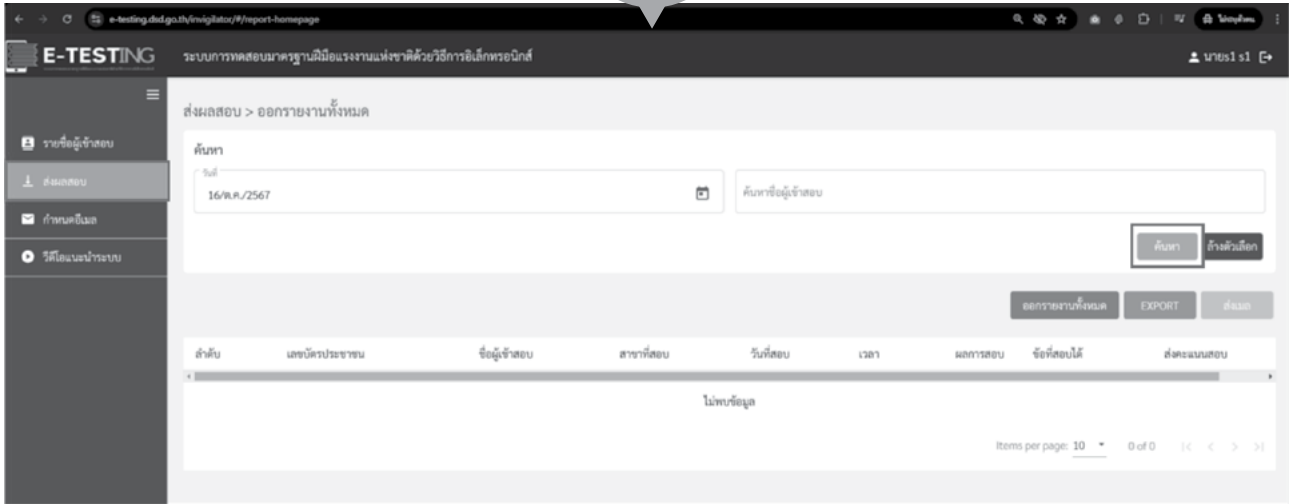 e-testing.dsd.go.th/invigilator/#/report-homepage
ไม่ระบุตัวตน
E-TESTING
ระบบการทดสอบมาตรฐานฝีมือแรงงานแห่งชาติด้วยวิธีการอิเล็กทรอนิกส์
นายs1 s1
ส่งผลสอบ > ออกรายงานทั้งหมด
รายชื่อผู้เข้าสอบ
ส่งผลสอบ
กำหนดอีเมล
วีดีโอแนะนำระบบ
ค้นหา
วันที่
16/ต.ค./2567
ค้นหาชื่อผู้เข้าสอบ
ค้นหา
ล้างตัวเลือก
ออกรายงานทั้งหมด
EXPORT
ส่งเมล
ลำดับ เลขบัตรประชาชน ชื่อผู้เข้าสอบ สาขาที่สอบ วันที่สอบ เวลา ผลการสอบ ข้อที่สอบได้ ส่งคะแนนสอบ
ไม่พบข้อมูล
Items per page: 10 0 of 0